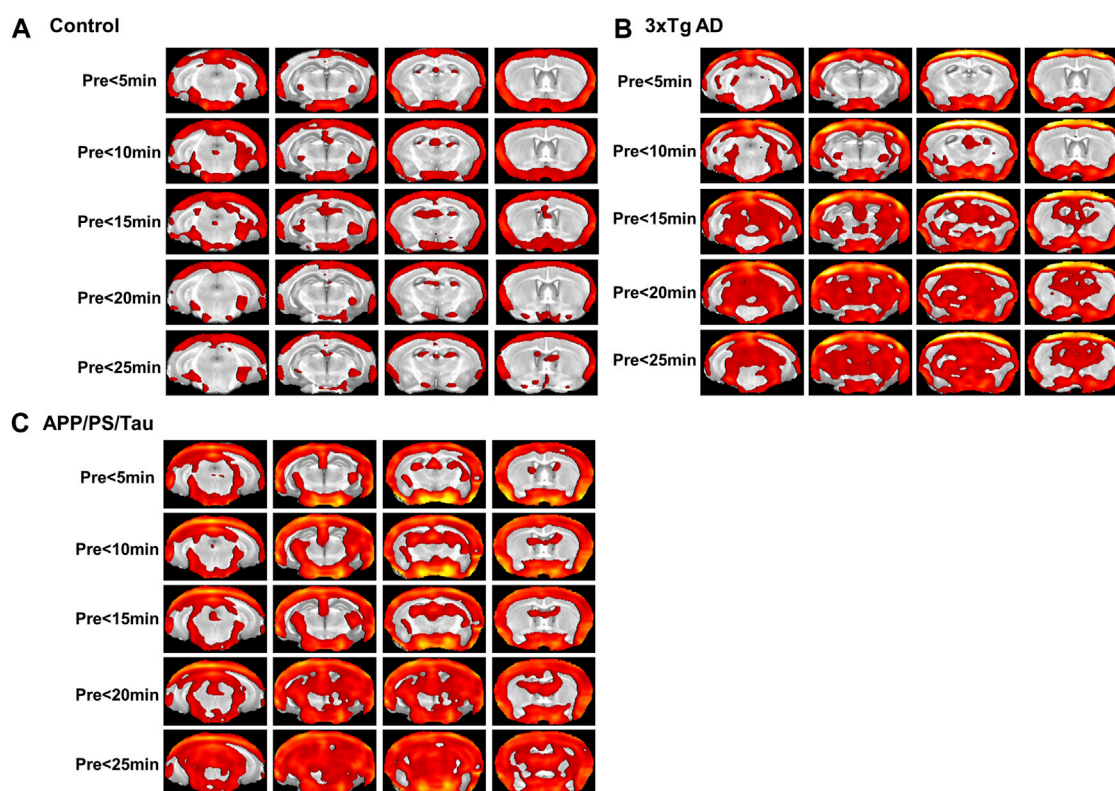 A Control
Pre<5min
Pre<10min
Pre<15min
Pre<20min
Pre<25min
B 3xTg AD
Pre<5min
Pre<10min
Pre<15min
Pre<20min
Pre<25min
C APP/PS/Tau
Pre<5min
Pre<10min
Pre<15min
Pre<20min
Pre<25min